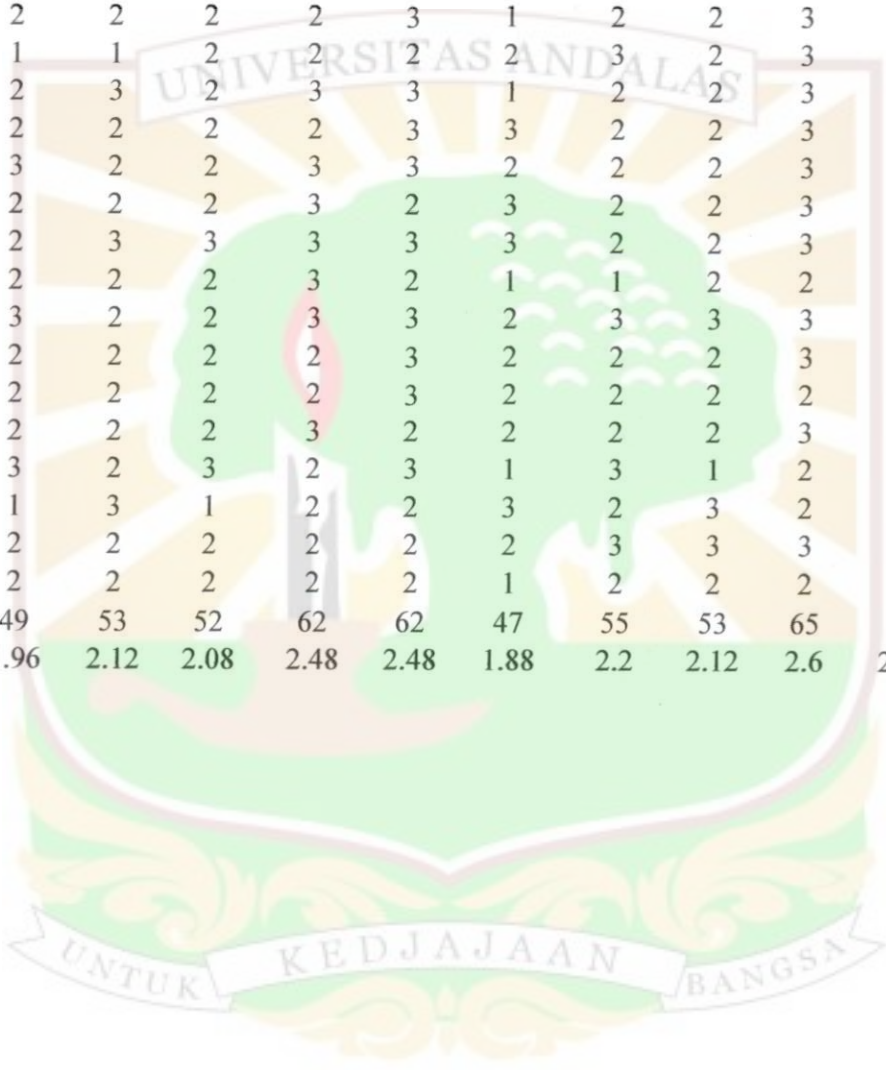 2 2 2 2 3 1 2 2 3
1 1 2 2 2 2 3 2 3
UNIVERSITAS ANDALAS
2 3 2 3 3 1 2 2 3
2 2 2 2 3 3 2 2 3
3 2 2 3 3 2 2 2 3
2 2 2 3 2 3 2 2 3
2 3 3 3 3 3 2 2 3
2 2 2 3 2 1 1 2 2
3 2 2 3 3 2 3 3 3
2 2 2 2 3 2 2 2 3
2 2 2 2 3 2 2 2 2
2 2 2 3 2 2 2 2 3
3 2 3 2 3 1 3 1 2
1 3 1 2 2 3 2 3 2
2 2 2 2 2 2 3 3 3
2 2 2 2 2 1 2 2 2
49 53 52 62 62 47 55 53 65
.96 2.12 2.08 2.48 2.48 1.88 2.2 2.12 2.6 2
UNTUK KEDJAJAAN BANGSA